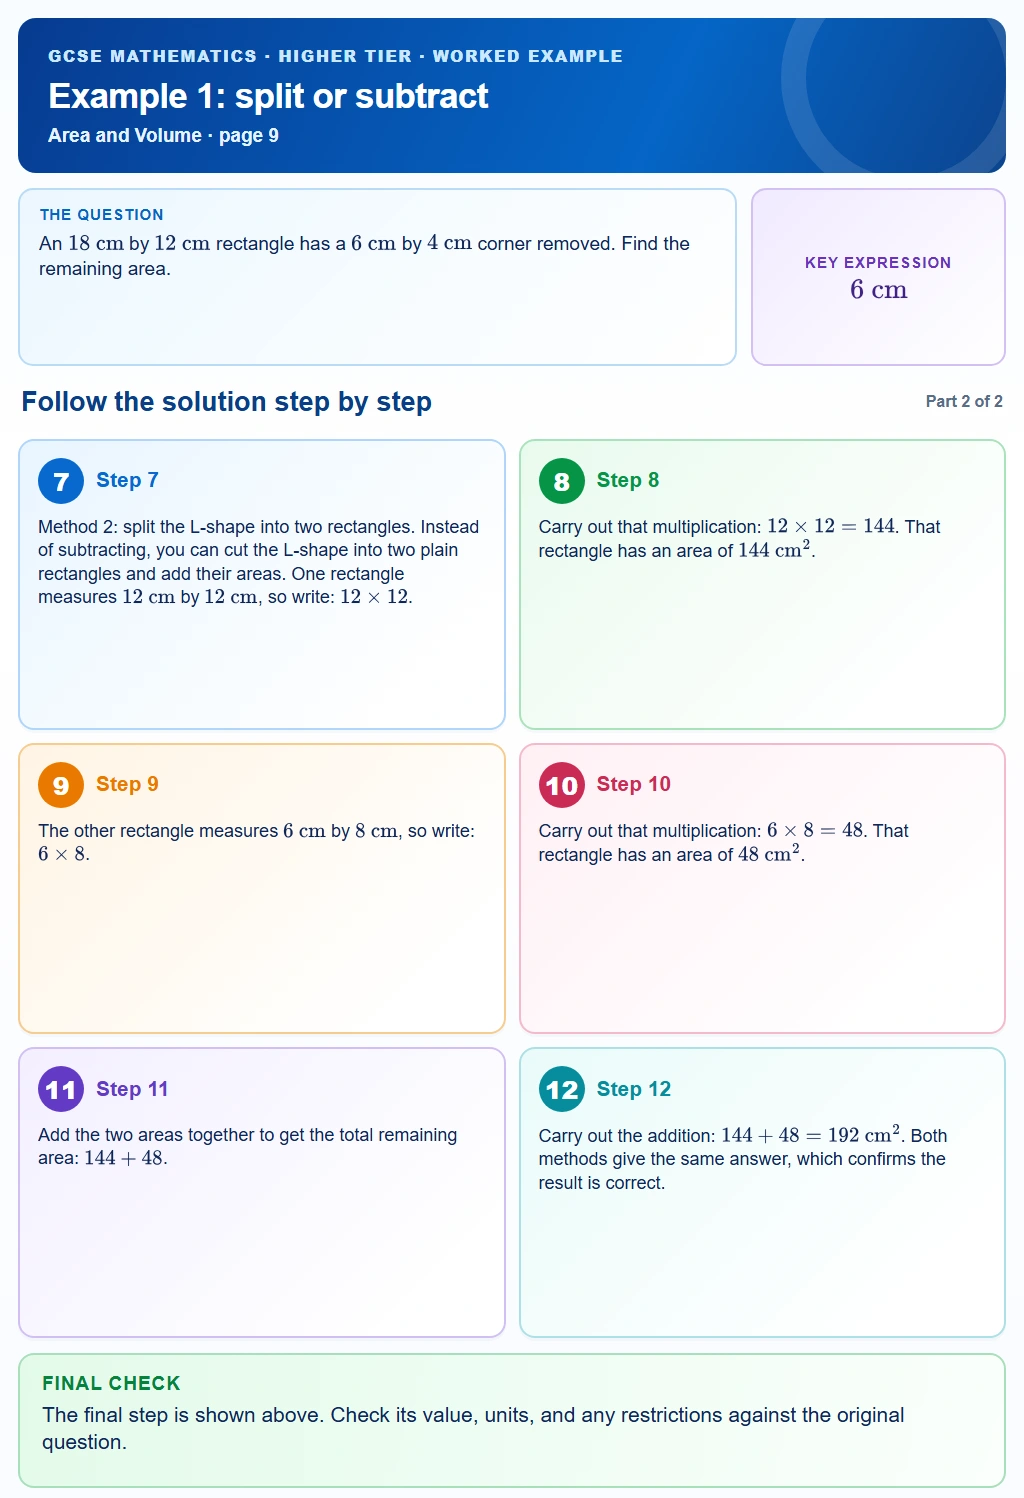 GCSE MATHEMATICS · HIGHER TIER · WORKED EXAMPLE
Example 1: split or subtract
Area and Volume · page 9
THE QUESTION
An 18 cm by 12 cm rectangle has a 6 cm by 4 cm corner removed. Find the
remaining area.
KEY EXPRESSION
6 cm
Follow the solution step by step
Part 2 of 2
7 Step 7
Method 2: split the L-shape into two rectangles. Instead
of subtracting, you can cut the L-shape into two plain
rectangles and add their areas. One rectangle
measures 12 cm by 12 cm, so write: 12 × 12.
8 Step 8
Carry out that multiplication: 12 × 12 = 144. That
rectangle has an area of 144 cm².
9 Step 9
The other rectangle measures 6 cm by 8 cm, so write:
6 × 8.
10 Step 10
Carry out that multiplication: 6 × 8 = 48. That
rectangle has an area of 48 cm².
11 Step 11
Add the two areas together to get the total remaining
area: 144 + 48.
12 Step 12
Carry out the addition: 144 + 48 = 192 cm². Both
methods give the same answer, which confirms the
result is correct.
FINAL CHECK
The final step is shown above. Check its value, units, and any restrictions against the original
question.